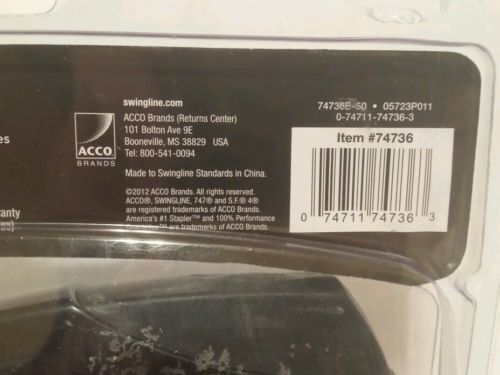 swingline.com
ACCO Brands (Returns Center)
101 Bolton Ave 9E
Booneville, MS 38829 USA
Tel: 800-541-0094
Made to Swingline Standards in China.
©2012 ACCO Brands. All rights reserved.
ACCO®, SWINGLINE, 747® and S.F.® 4®
are registered trademarks of ACCO Brands.
America's #1 Stapler™ and 100% Performance
Guarantee™ are trademarks of ACCO Brands.
ACCO
BRANDS
74736E-50 • 05723P011
0-74711-74736-3
Item #74736
0 74711 74736 3